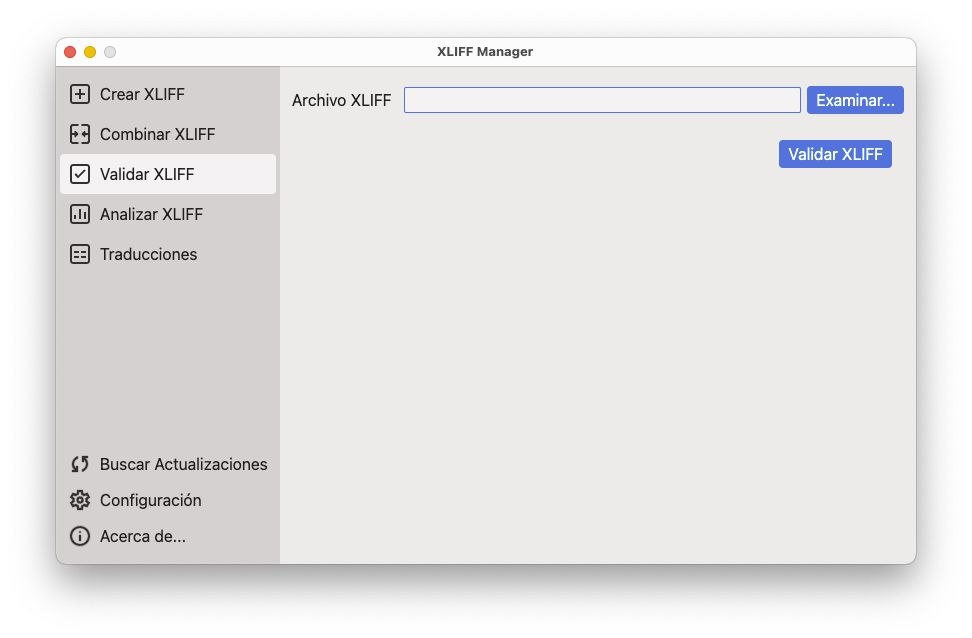 XLIFF Manager
Crear XLIFF
Combinar XLIFF
Validar XLIFF
Analizar XLIFF
Traducciones
Buscar Actualizaciones
Configuración
Acerca de...
Archivo XLIFF
Examinar...
Validar XLIFF